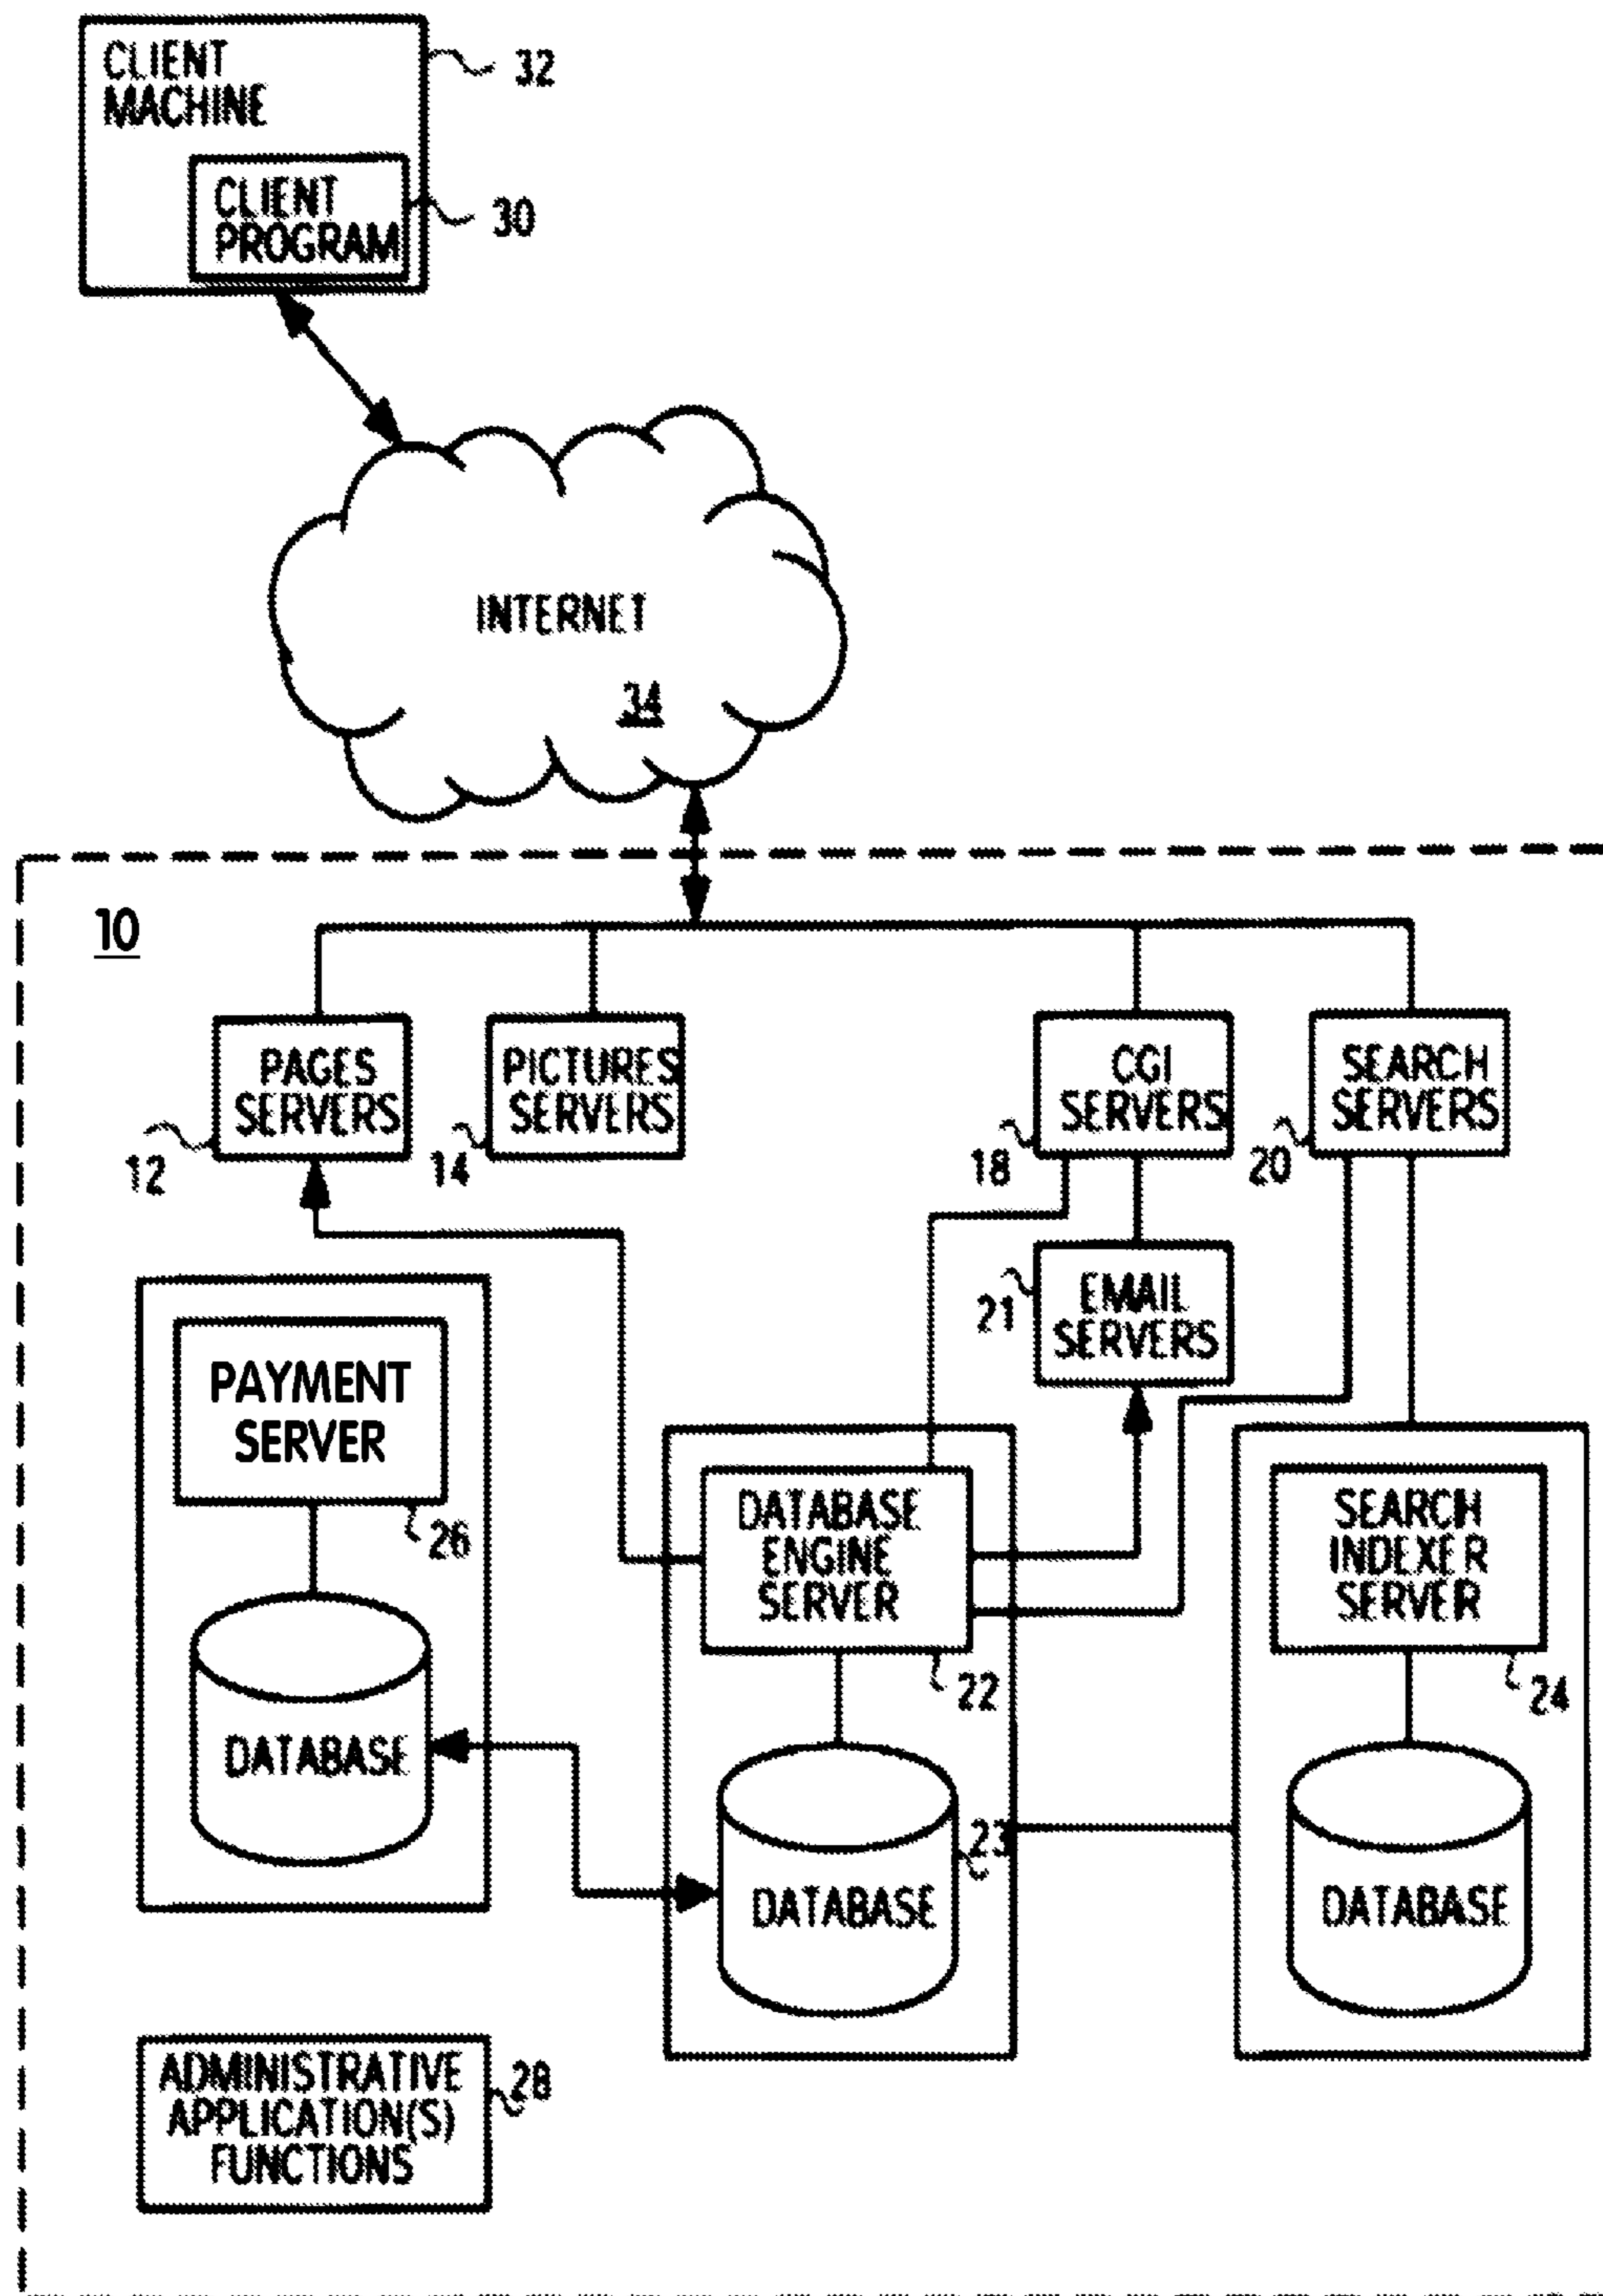 CLIENT
MACHINE
32
CLIENT
PROGRAM
30
INTERNET
34
10
PAGES
SERVERS
12
PICTURES
SERVERS
14
CGI
SERVERS
18
SEARCH
SERVERS
20
EMAIL
SERVERS
21
PAYMENT
SERVER
26
DATABASE
DATABASE
ENGINE
SERVER
22
DATABASE
23
SEARCH
INDEXER
SERVER
24
DATABASE
ADMINISTRATIVE
APPLICATION(S)
FUNCTIONS
28